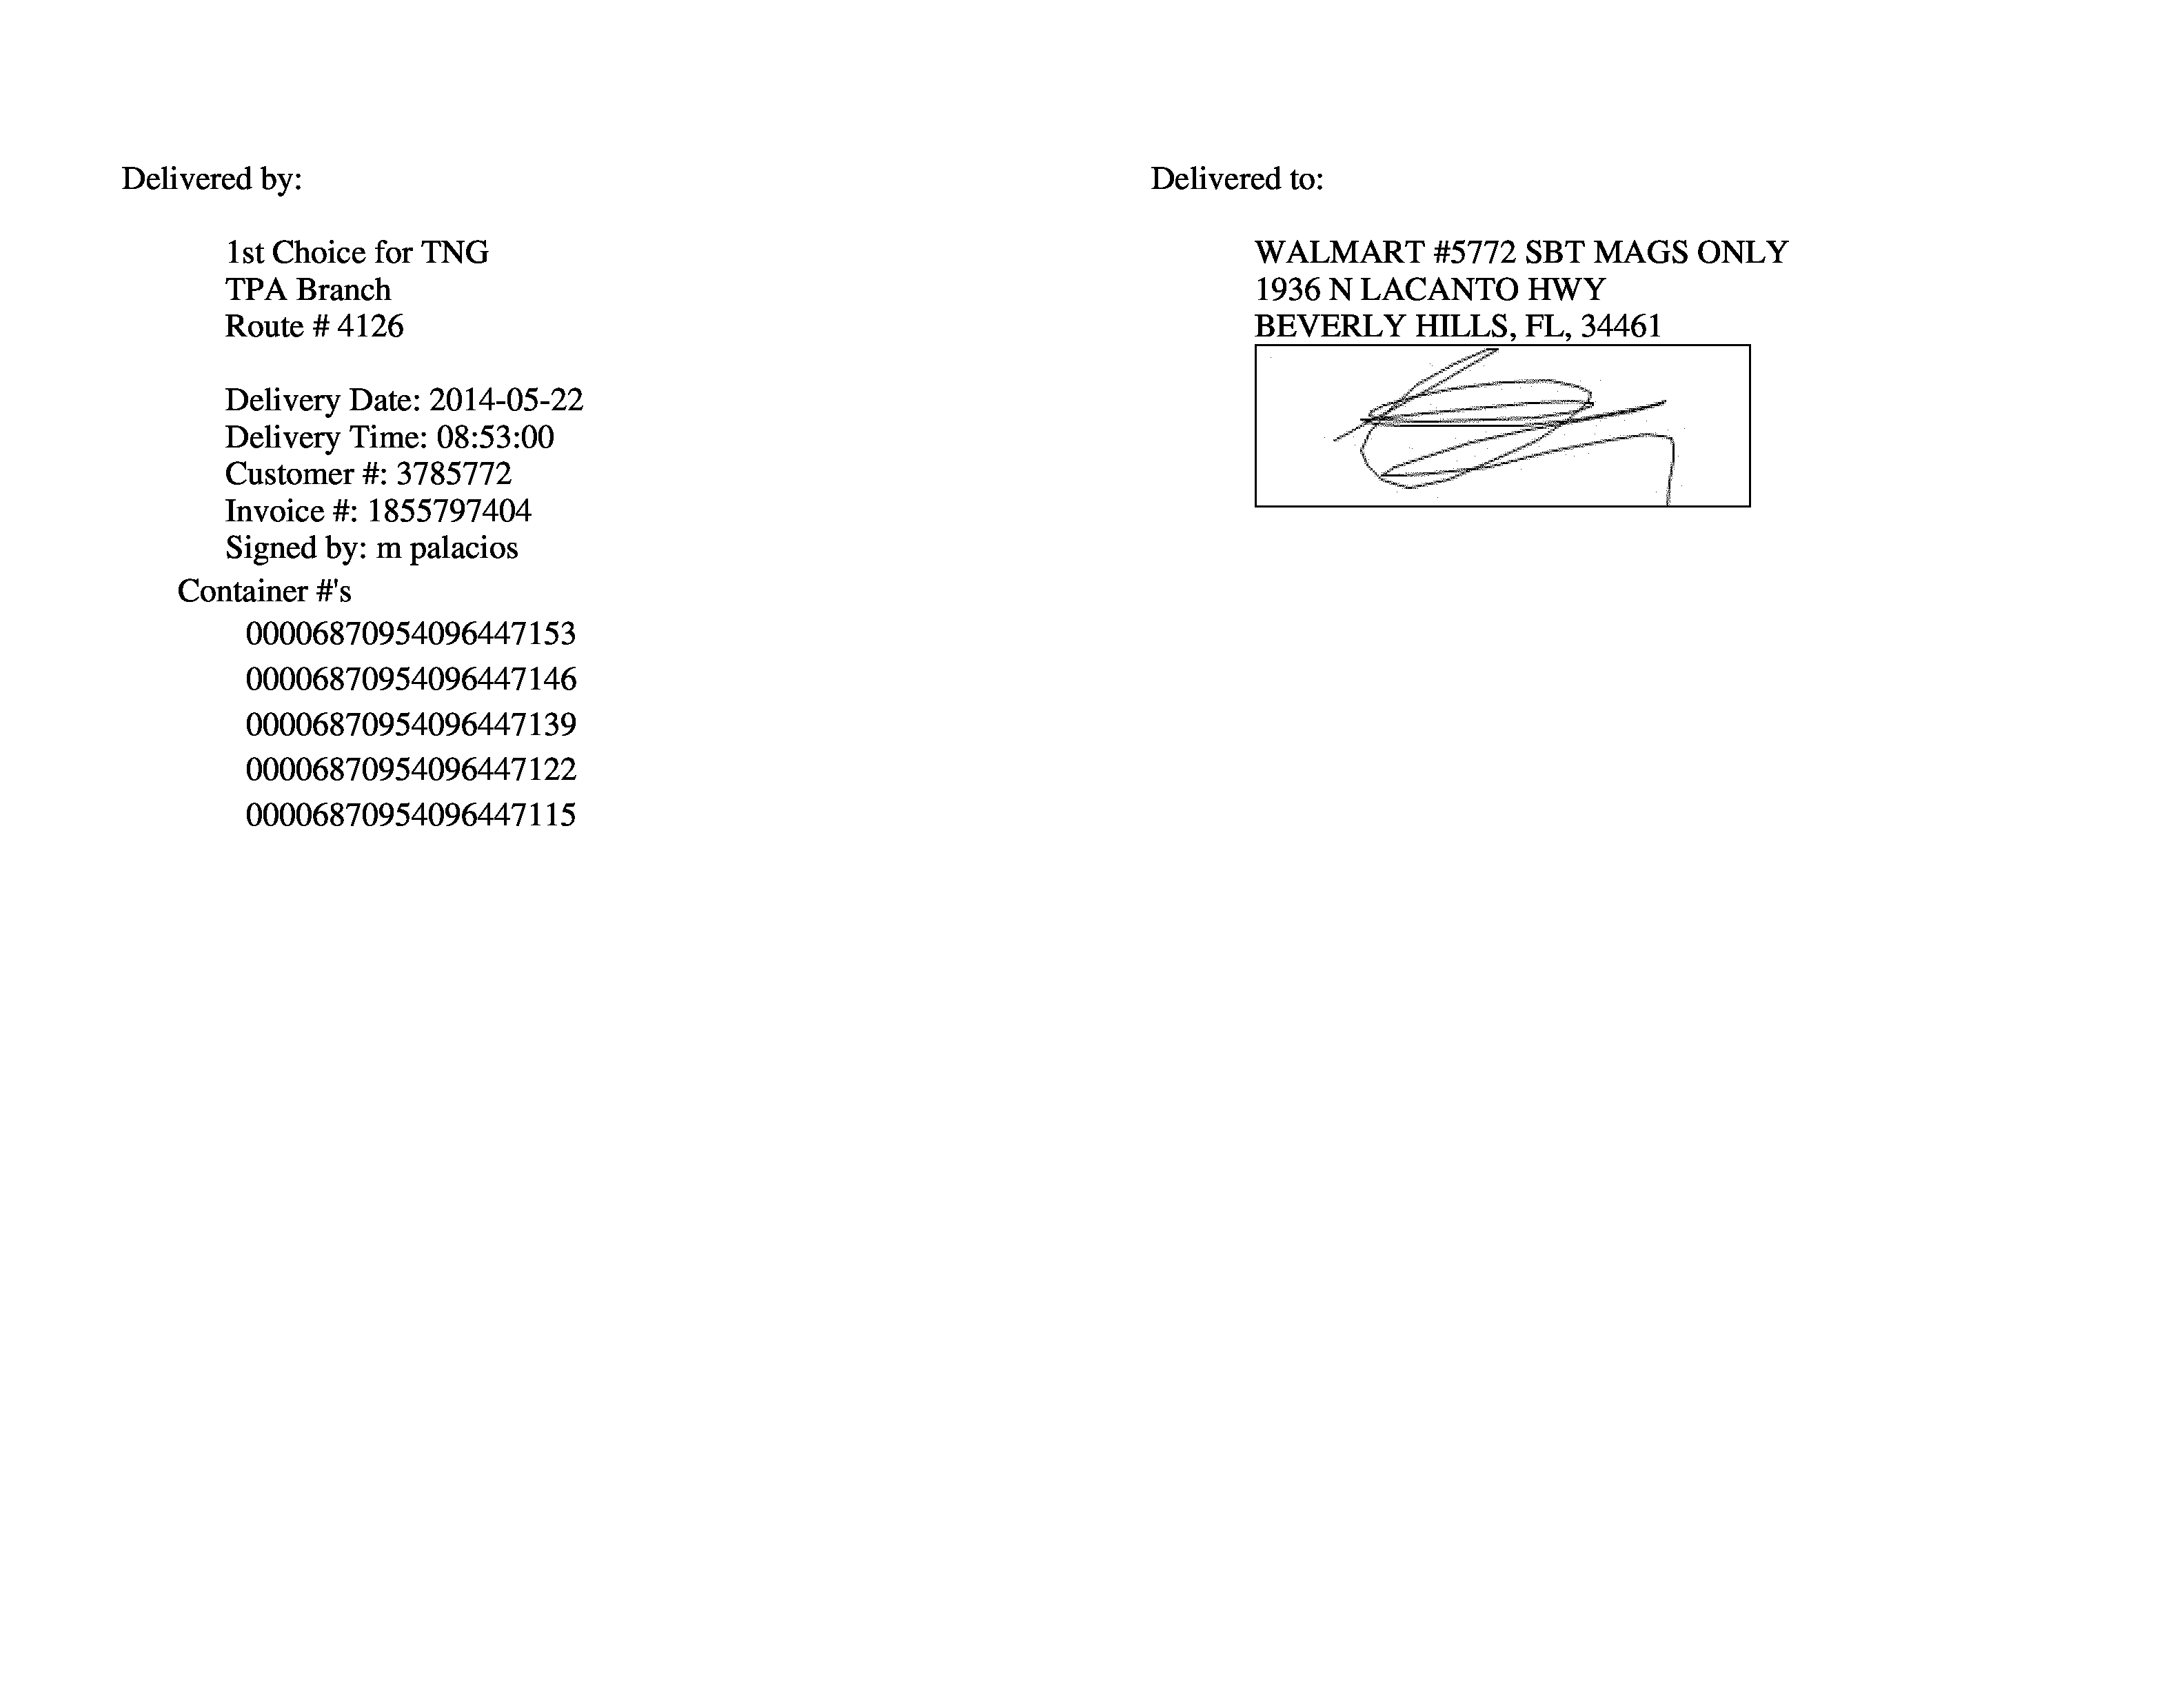 Delivered by:
1st Choice for TNG
TPA Branch
Route # 4126
Delivery Date: 2014-05-22
Delivery Time: 08:53:00
Customer #: 3785772
Invoice #: 1855797404
Signed by: m palacios
Container #'s
00006870954096447153
00006870954096447146
00006870954096447139
00006870954096447122
00006870954096447115
Delivered to:
WALMART #5772 SBT MAGS ONLY
1936 N LACANTO HWY
BEVERLY HILLS, FL, 34461